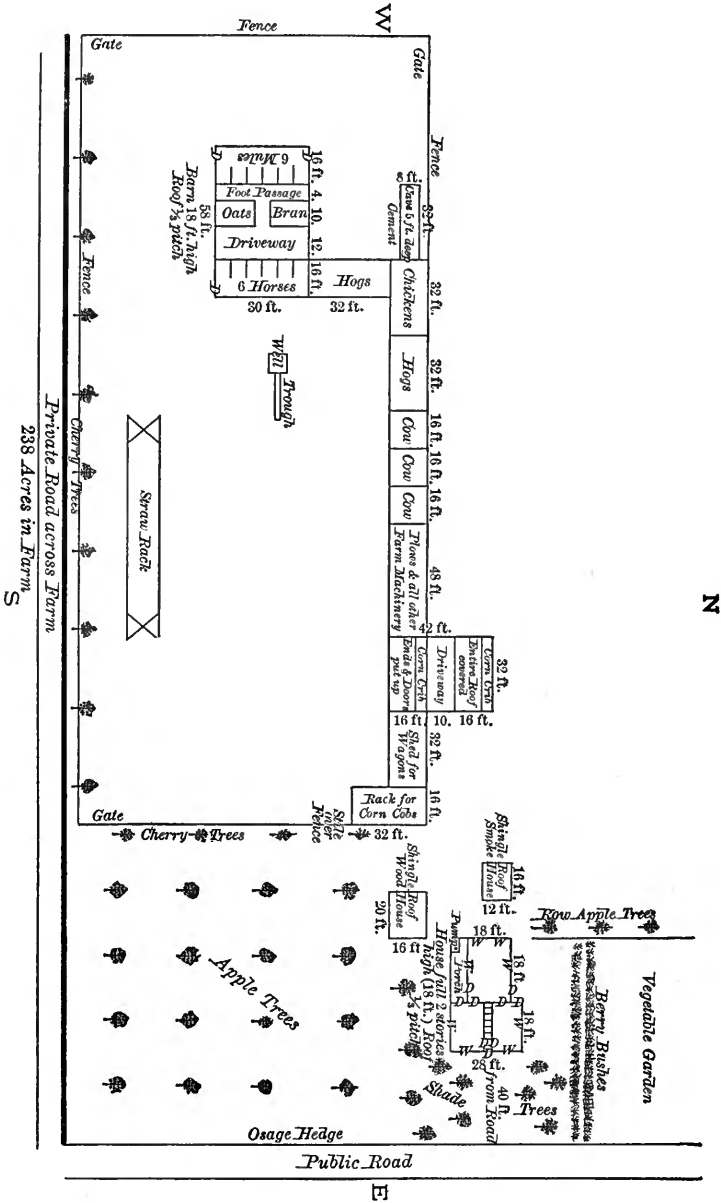 W
Fence
Gate
Gate
Fence
6 Mules
16 ft.
Foot Passage
4.
Oats
Bran
10.
Driveway
12.
6 Horses
16 ft.
30 ft.
58 ft.
Barn 18 ft. high
Roof ⅓ pitch
Hogs
32 ft.
8 ft.
32 ft.
Cave 5 ft. deep
Cement
Chickens
32 ft.
Hogs
32 ft.
Cow
16 ft.
Cow
16 ft.
Cow
16 ft.
Plows & all other
Farm Machinery
48 ft.
42 ft.
Corn Crib
Ends & Doors
put up
Driveway
Entire Roof
covered
Corn Crib
32 ft.
16 ft.
10.
16 ft.
Shed for
Wagons
32 ft.
Rack for
Corn Cobs
16 ft.
32 ft.
Well
Trough
Straw Rack
Fence
Cherry Trees
Private Road across Farm
238 Acres in Farm
S
N
Gate
Cherry Trees
Stile
over
Fence
Shingle Roof
Wood House
20 ft.
16 ft
Shingle Roof
Smoke House
16 ft.
12 ft.
Row Apple Trees
Vegetable Garden
Berry Bushes
18 ft.
W W
W
W
18 ft.
Pump
Porch
D
D
D D D D
W
W
18 ft.
D D
W D W
28 ft.
House full 2 stories
high (18 ft.) Roof
⅓ pitch
40 ft.
from Road
Shade
Trees
Apple Trees
Osage Hedge
Public Road
E
D
D
D